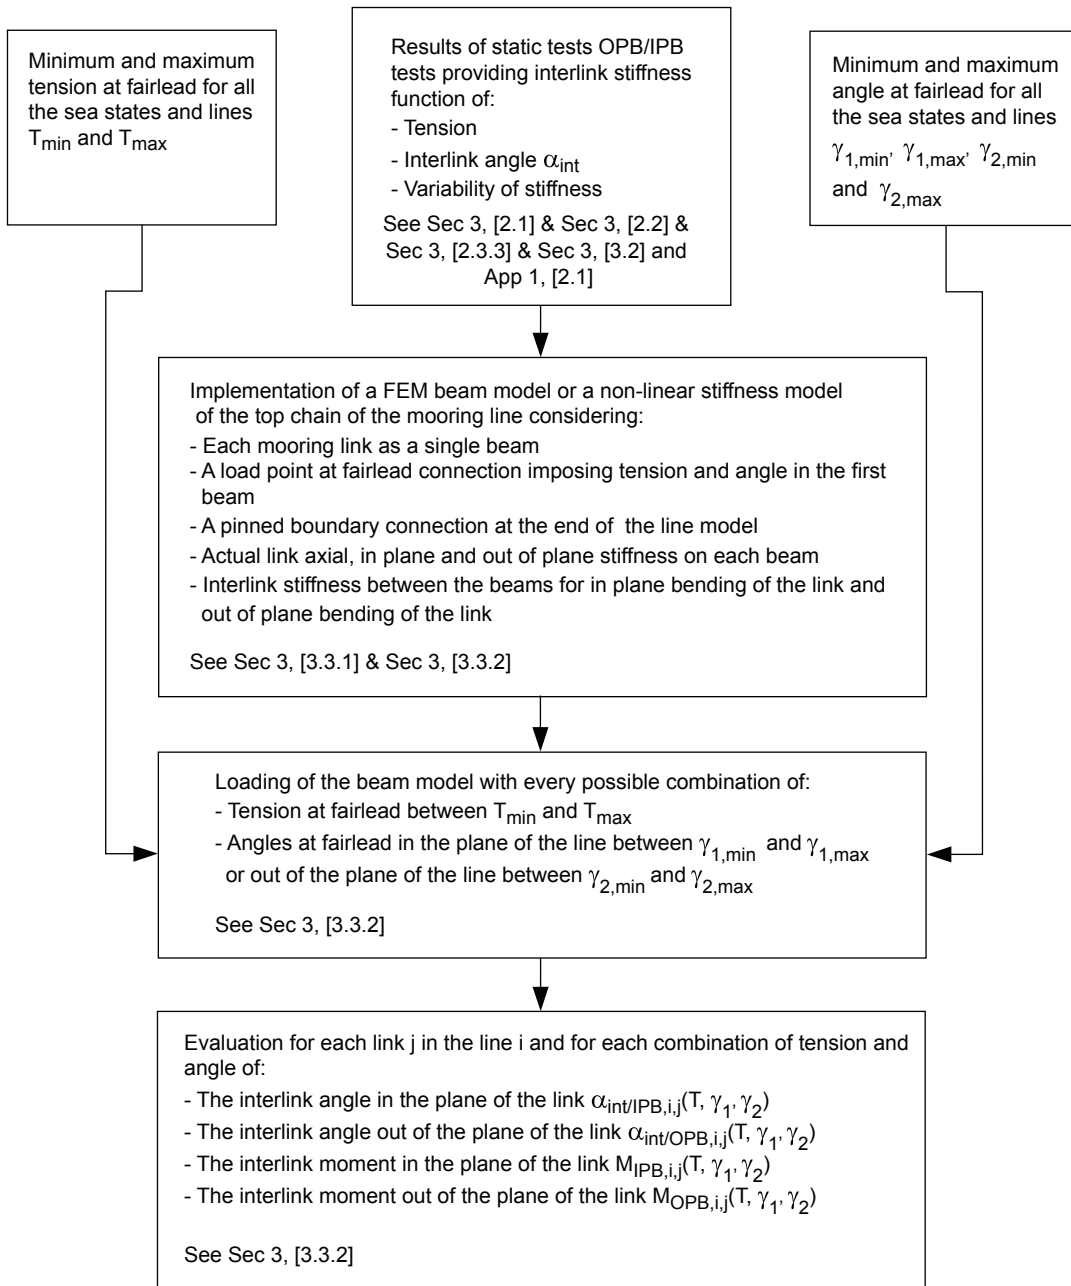 Minimum and maximum
tension at fairlead for all
the sea states and lines
Tmin and Tmax
Results of static tests OPB/IPB
tests providing interlink stiffness
function of:
- Tension
- Interlink angle αint
- Variability of stiffness
See Sec 3, [2.1] & Sec 3, [2.2] &
Sec 3, [2.3.3] & Sec 3, [3.2] and
App 1, [2.1]
Minimum and maximum
angle at fairlead for all
the sea states and lines
γ1,min, γ1,max, γ2,min
and γ2,max
Implementation of a FEM beam model or a non-linear stiffness model
of the top chain of the mooring line considering:
- Each mooring link as a single beam
- A load point at fairlead connection imposing tension and angle in the first
beam
- A pinned boundary connection at the end of the line model
- Actual link axial, in plane and out of plane stiffness on each beam
- Interlink stiffness between the beams for in plane bending of the link and
out of plane bending of the link
See Sec 3, [3.3.1] & Sec 3, [3.3.2]
Loading of the beam model with every possible combination of:
- Tension at fairlead between Tmin and Tmax
- Angles at fairlead in the plane of the line between γ1,min and γ1,max
or out of the plane of the line between γ2,min and γ2,max
See Sec 3, [3.3.2]
Evaluation for each link j in the line i and for each combination of tension and
angle of:
- The interlink angle in the plane of the link αint/IPB,i,j(T, γ1, γ2)
- The interlink angle out of the plane of the link αint/OPB,i,j(T, γ1, γ2)
- The interlink moment in the plane of the link MIPB,i,j(T, γ1, γ2)
- The interlink moment out of the plane of the link MOPB,i,j(T, γ1, γ2)
See Sec 3, [3.3.2]